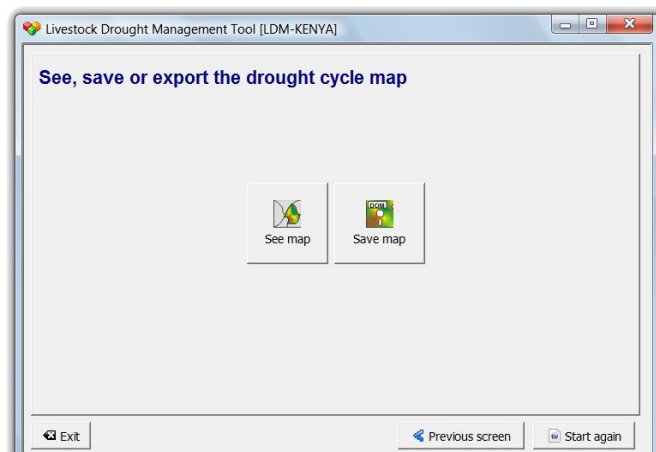 Livestock Drought Management Tool [LDM-KENYA]
See, save or export the drought cycle map
DOM
See map
Save map
Exit
Previous screen
Start again